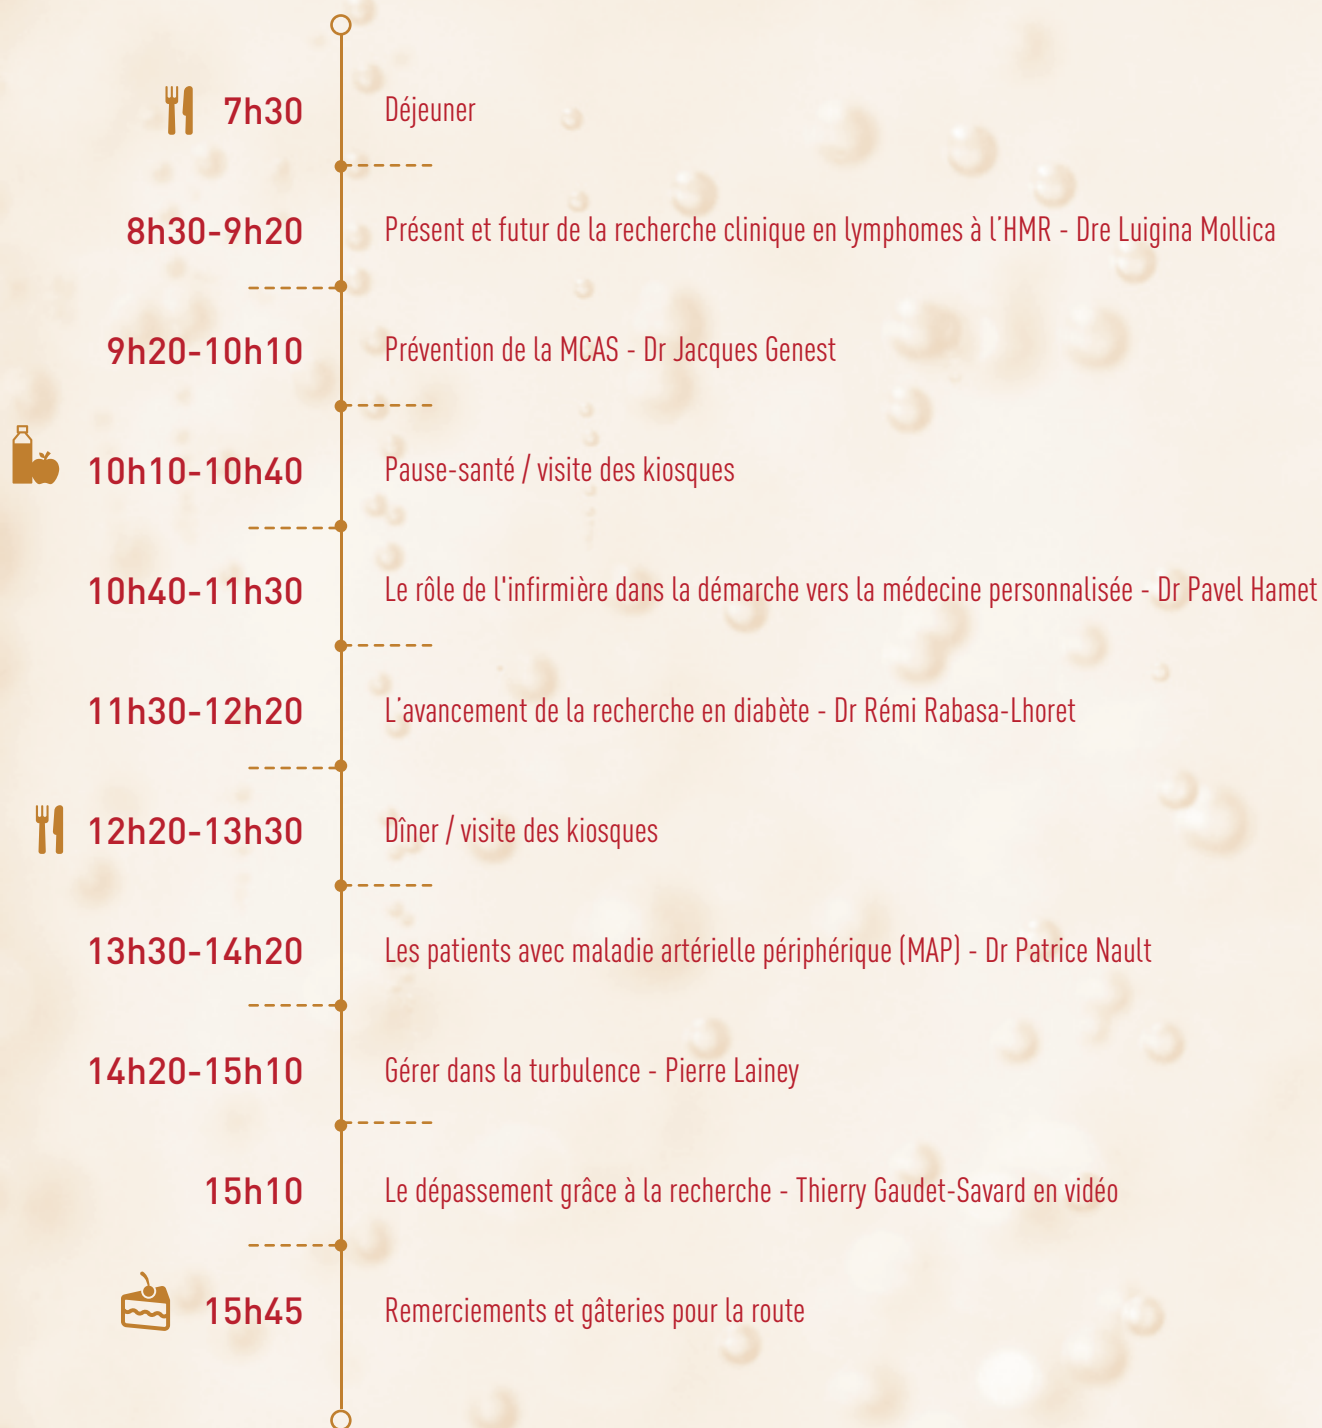 7h30 Déjeuner
8h30-9h20 Présent et futur de la recherche clinique en lymphomes à l'HMR - Dre Luigina Mollica
9h20-10h10 Prévention de la MCAS - Dr Jacques Genest
10h10-10h40 Pause-santé / visite des kiosques
10h40-11h30 Le rôle de l'infirmière dans la démarche vers la médecine personnalisée - Dr Pavel Hamet
11h30-12h20 L'avancement de la recherche en diabète - Dr Rémi Rabasa-Lhoret
12h20-13h30 Dîner / visite des kiosques
13h30-14h20 Les patients avec maladie artérielle périphérique (MAP) - Dr Patrice Nault
14h20-15h10 Gérer dans la turbulence - Pierre Lainey
15h10 Le dépassement grâce à la recherche - Thierry Gaudet-Savard en vidéo
15h45 Remerciements et gâteries pour la route